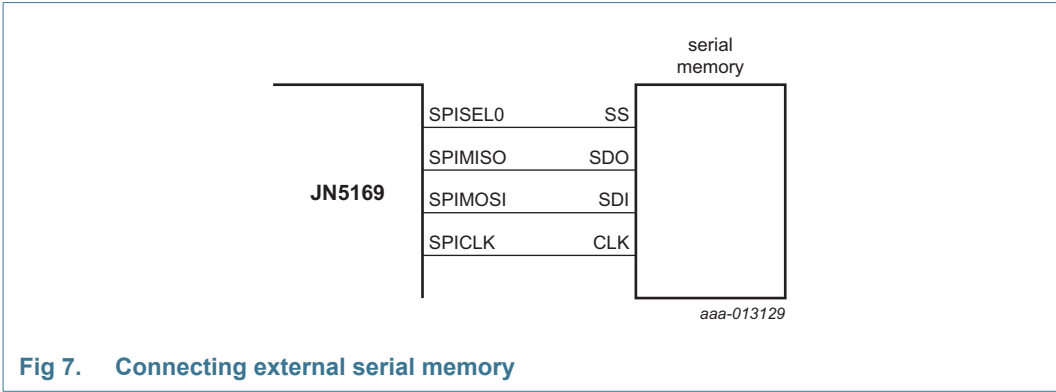 serial
memory
SPISEL0 SS
SPIMISO SDO
JN5169
SPIMOSI SDI
SPICLK CLK
aaa-013129
Fig 7. Connecting external serial memory